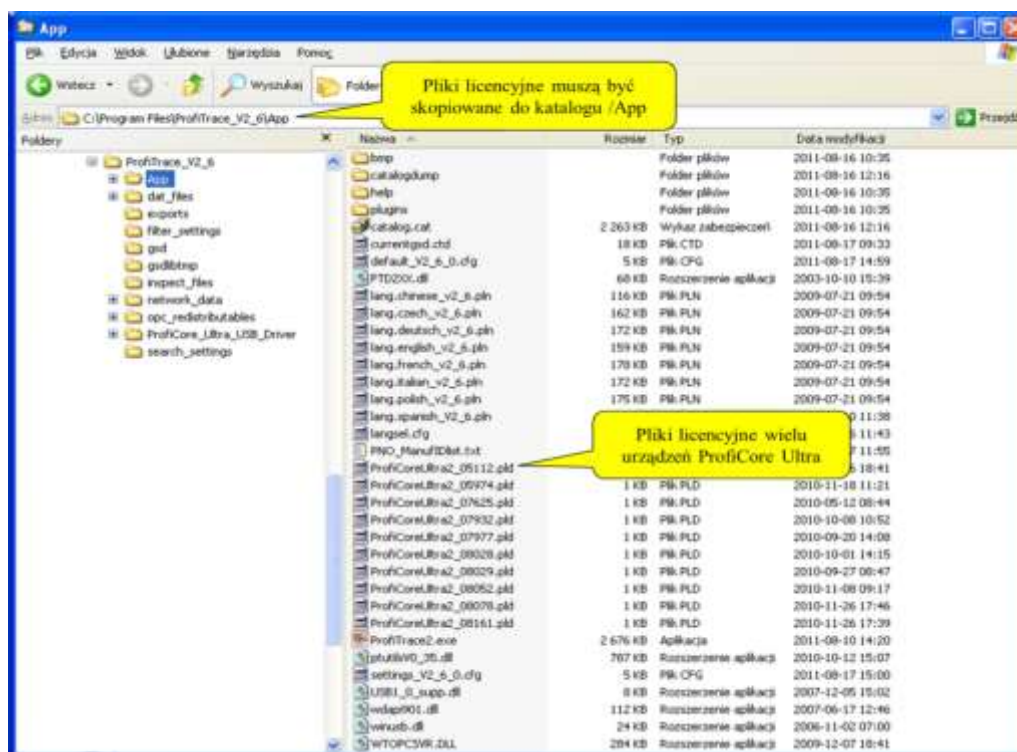 App
Plik Edycja Widok Ulubione Narzędzia Pomoc
Wstecz Wyszukaj Folder
Pliki licencyjne muszą być
skopiowane do katalogu /App
Adres C:\Program Files\ProfiTrace_V2_6\App Przejdź
Foldery Nazwa Rozmiar Typ Data modyfikacji
ProfiTrace_V2_6
App
dat_files
exports
filter_settings
gsd
gsdlibtmp
inspect_files
network_data
opc_redistributables
ProfiCore_Ultra_USB_Driver
search_settings
bmp Folder plików 2011-08-16 10:35
catalogdump Folder plików 2011-08-16 12:16
help Folder plików 2011-08-16 10:35
plugins Folder plików 2011-08-16 10:35
catalog.cat 2 263 KB Wykaz zabezpieczeń 2011-08-16 12:16
currentgsd.ctd 18 KB Plik CTD 2011-08-17 09:33
default_V2_6_0.cfg 5 KB Plik CFG 2011-08-17 14:59
FTD2XX.dll 68 KB Rozszerzenie aplikacji 2003-10-10 15:39
lang.chinese_v2_6.pln 116 KB Plik PLN 2009-07-21 09:54
lang.czech_v2_6.pln 162 KB Plik PLN 2009-07-21 09:54
lang.deutsch_v2_6.pln 172 KB Plik PLN 2009-07-21 09:54
lang.english_v2_6.pln 159 KB Plik PLN 2009-07-21 09:54
lang.french_v2_6.pln 178 KB Plik PLN 2009-07-21 09:54
lang.italian_v2_6.pln 172 KB Plik PLN 2009-07-21 09:54
lang.polish_v2_6.pln 175 KB Plik PLN 2009-07-21 09:54
lang.spanish_V2_6.pln 11:38
langsel.cfg 11:43
PNO_ManufIDlist.txt 11:55
Pliki licencyjne wielu
urządzeń ProfiCore Ultra
ProfiCoreUltra2_05112.pld 18:41
ProfiCoreUltra2_05974.pld 1 KB Plik PLD 2010-11-18 11:21
ProfiCoreUltra2_07625.pld 1 KB Plik PLD 2010-05-12 08:44
ProfiCoreUltra2_07932.pld 1 KB Plik PLD 2010-10-08 10:52
ProfiCoreUltra2_07977.pld 1 KB Plik PLD 2010-09-20 14:08
ProfiCoreUltra2_08028.pld 1 KB Plik PLD 2010-10-01 14:15
ProfiCoreUltra2_08029.pld 1 KB Plik PLD 2010-09-27 08:47
ProfiCoreUltra2_08052.pld 1 KB Plik PLD 2010-11-08 09:17
ProfiCoreUltra2_08078.pld 1 KB Plik PLD 2010-11-26 17:46
ProfiCoreUltra2_08161.pld 1 KB Plik PLD 2010-11-26 17:39
ProfiTrace2.exe 2 676 KB Aplikacja 2011-08-10 14:20
ptutilsV0_35.dll 767 KB Rozszerzenie aplikacji 2010-10-12 15:07
settings_V2_6_0.cfg 5 KB Plik CFG 2011-08-17 15:00
USB1_0_supp.dll 8 KB Rozszerzenie aplikacji 2007-12-05 15:02
wdapi901.dll 112 KB Rozszerzenie aplikacji 2007-06-17 12:46
winusb.dll 24 KB Rozszerzenie aplikacji 2006-11-02 07:00
WTOPCSVR.DLL 284 KB Rozszerzenie aplikacji 2009-12-07 18:41